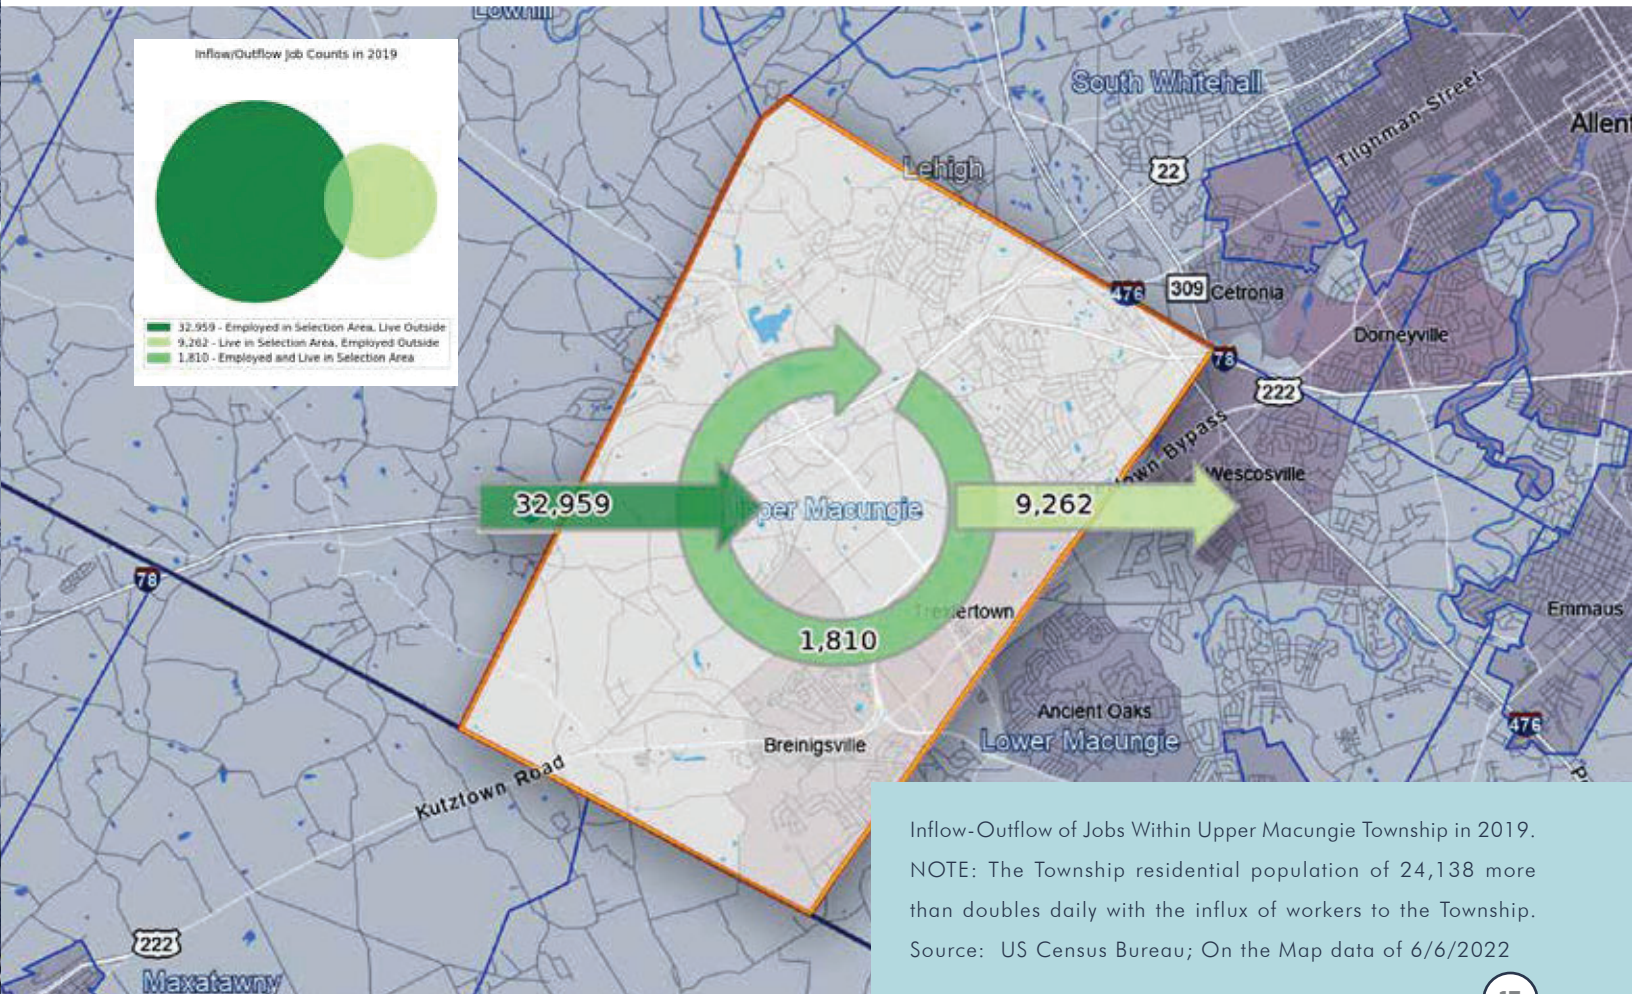 Lowhill
Inflow/Outflow Job Counts in 2019
32,959 - Employed in Selection Area, Live Outside
9,262 - Live in Selection Area, Employed Outside
1,810 - Employed and Live in Selection Area
South Whitehall
Tilghman Street
22
Lehigh
476
309
Cetronia
Dorneyville
78
222
Bypass
Wescosville
32,959
Macungie
9,262
78
Emmaus
1,810
Ancient Oaks
Lower Macungie
476
Breinigsville
Kutztown Road
222
Maxatawny
Inflow-Outflow of Jobs Within Upper Macungie Township in 2019.
NOTE: The Township residential population of 24,138 more
than doubles daily with the influx of workers to the Township.
Source: US Census Bureau; On the Map data of 6/6/2022